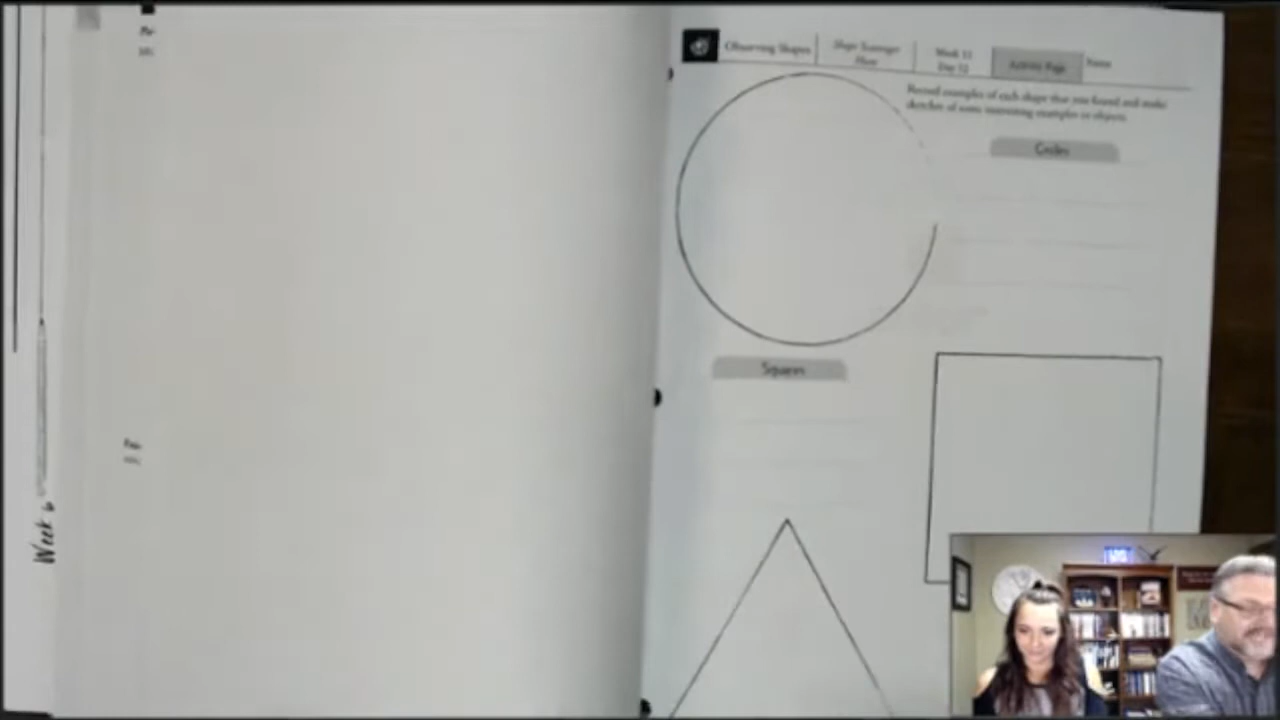 Week 6
Observing Shapes
Shape Scavenger
Hunt
Week 11
Day 52
Activity Page
Name
Record examples of each shape that you found and make
sketches of some interesting examples or objects.
Circles
Squares